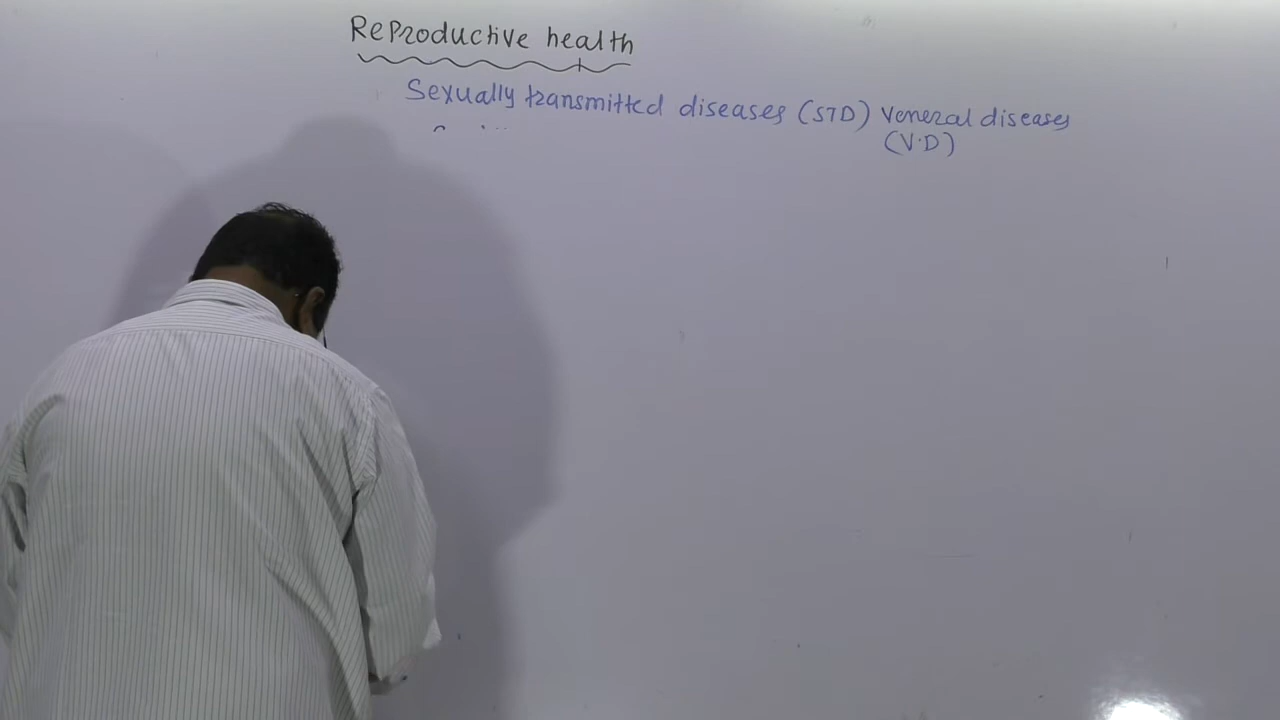 Reproductive health
Sexually transmitted diseases (STD) Veneral diseases
(V.D)